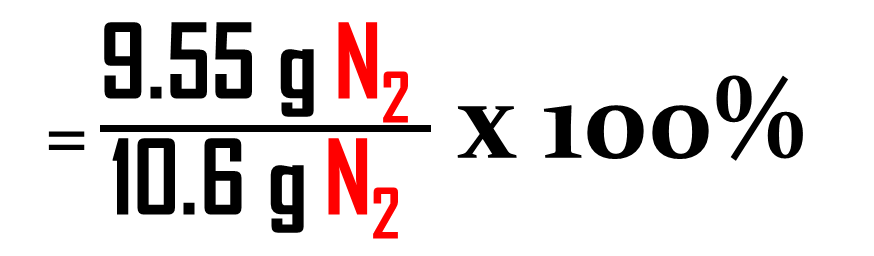 9.55 g N₂
= ― x 100%
10.6 g N₂